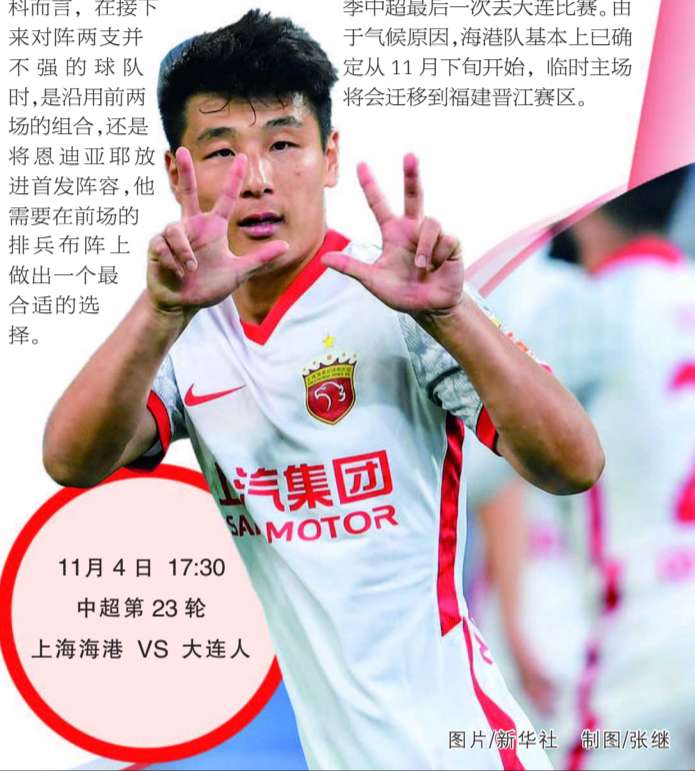 科而言，在接下
来对阵两支并
不强的球队
时,是沿用前两
场的组合,还是
将恩迪亚耶放
进首发阵容,他
需要在前场的
排兵布阵上
做出一个最
合适的选
择。
季中超最后一次去大连比赛。由
于气候原因,海港队基本上已确
定从 11 月下旬开始，临时主场
将会迁移到福建晋江赛区。
上汽集团
SAIC MOTOR
11月 4 日 17:30
中超第 23 轮
上海海港 VS 大连人
图片/新华社 制图/张继